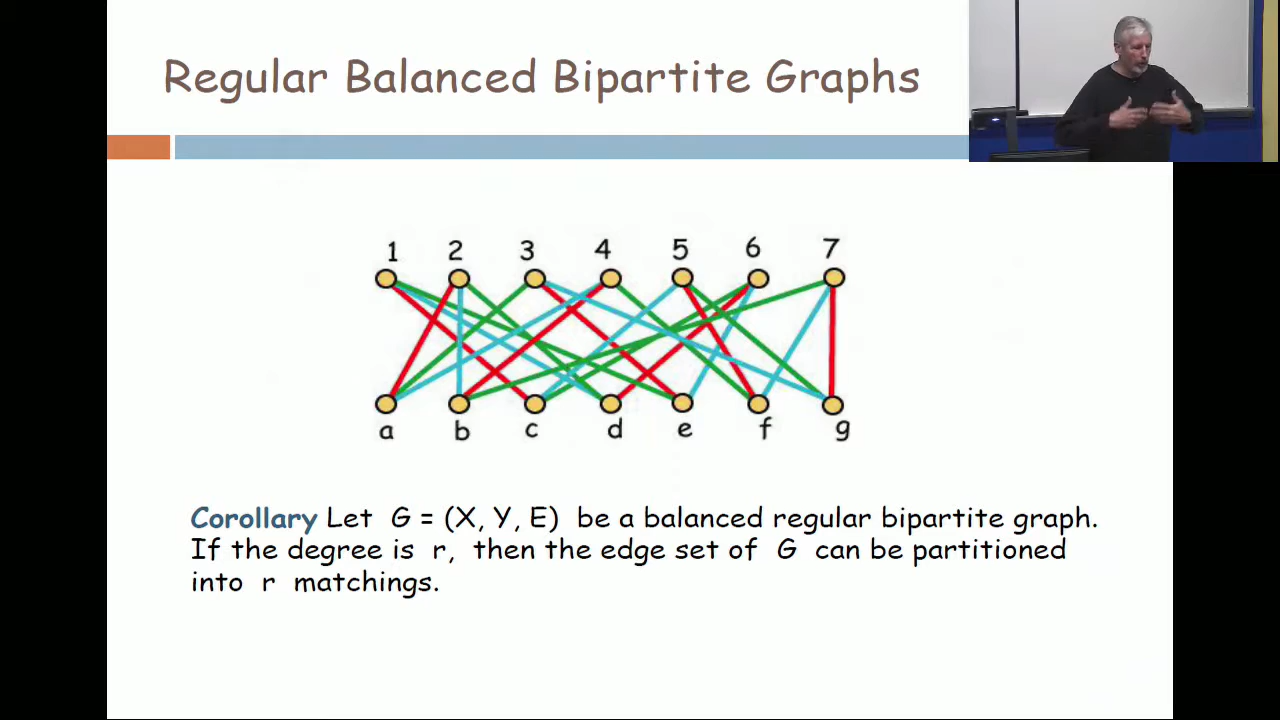 Regular Balanced Bipartite Graphs
1 2 3 4 5 6 7
a b c d e f g
Corollary Let G = (X, Y, E) be a balanced regular bipartite graph.
If the degree is r, then the edge set of G can be partitioned
into r matchings.